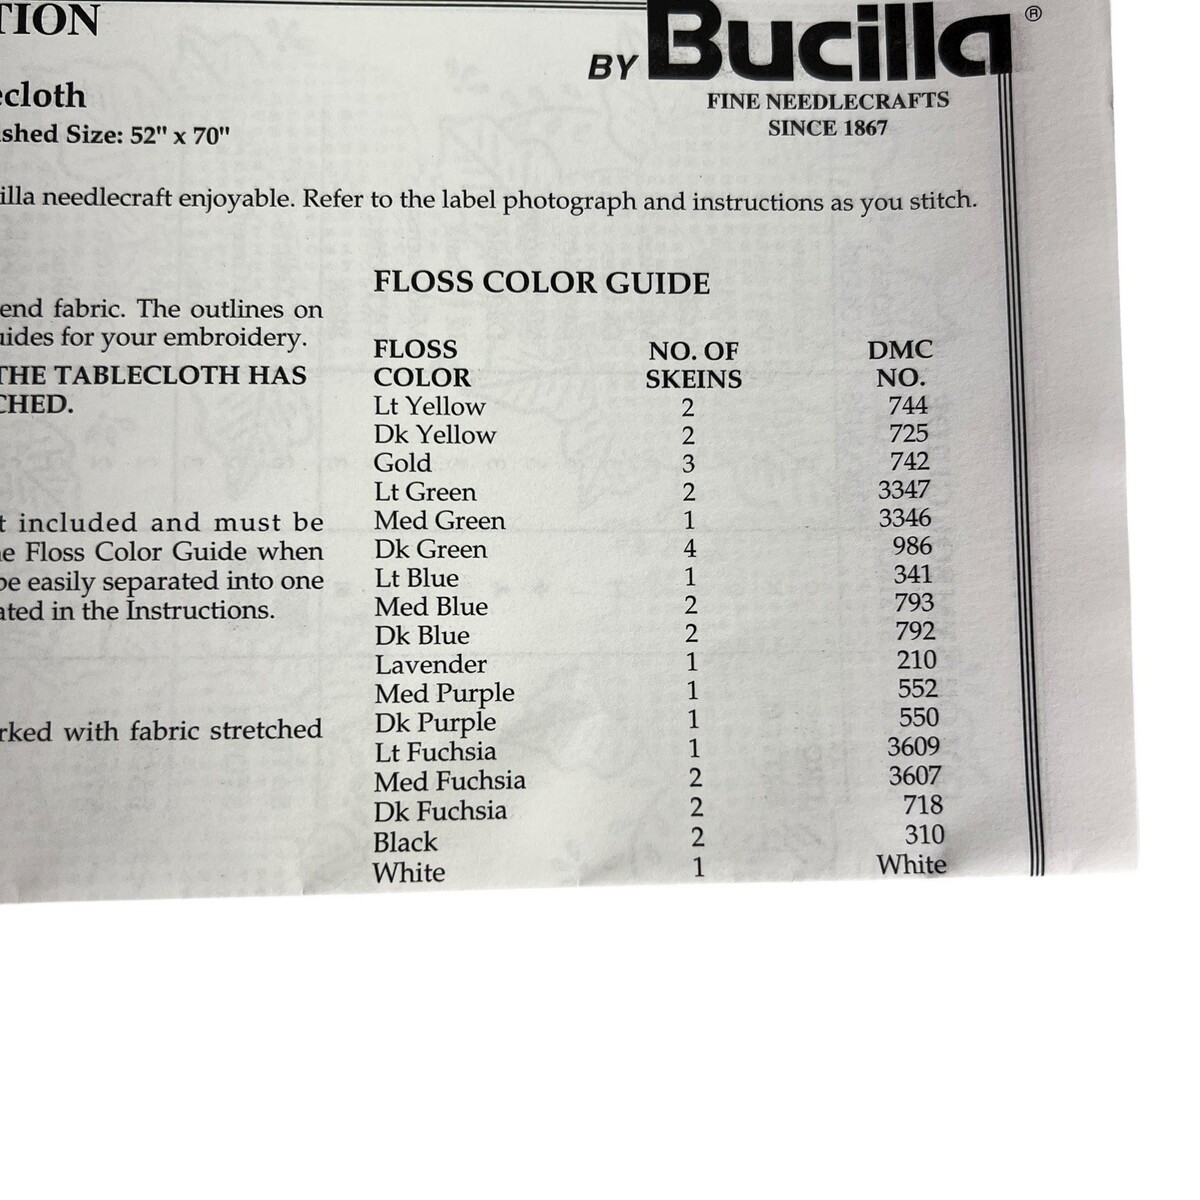 TION
BY Bucilla®
FINE NEEDLECRAFTS
SINCE 1867
ecloth
ished Size: 52" x 70"
illa needlecraft enjoyable. Refer to the label photograph and instructions as you stitch.
end fabric. The outlines on
uides for your embroidery.
THE TABLECLOTH HAS
CHED.
t included and must be
e Floss Color Guide when
be easily separated into one
ated in the Instructions.
rked with fabric stretched
FLOSS COLOR GUIDE
FLOSS NO. OF DMC
COLOR SKEINS NO.
Lt Yellow 2 744
Dk Yellow 2 725
Gold 3 742
Lt Green 2 3347
Med Green 1 3346
Dk Green 4 986
Lt Blue 1 341
Med Blue 2 793
Dk Blue 2 792
Lavender 1 210
Med Purple 1 552
Dk Purple 1 550
Lt Fuchsia 1 3609
Med Fuchsia 2 3607
Dk Fuchsia 2 718
Black 2 310
White 1 White